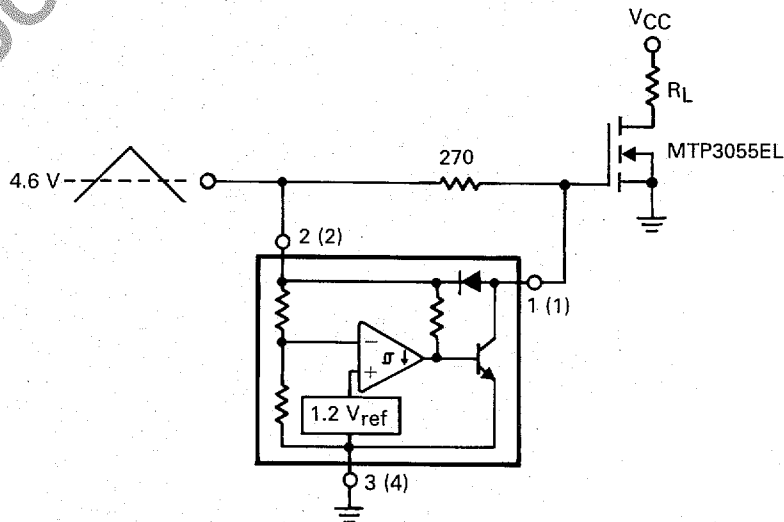 VCC
RL
MTP3055EL
270
4.6 V
2 (2)
1 (1)
−
+
1.2 Vref
3 (4)